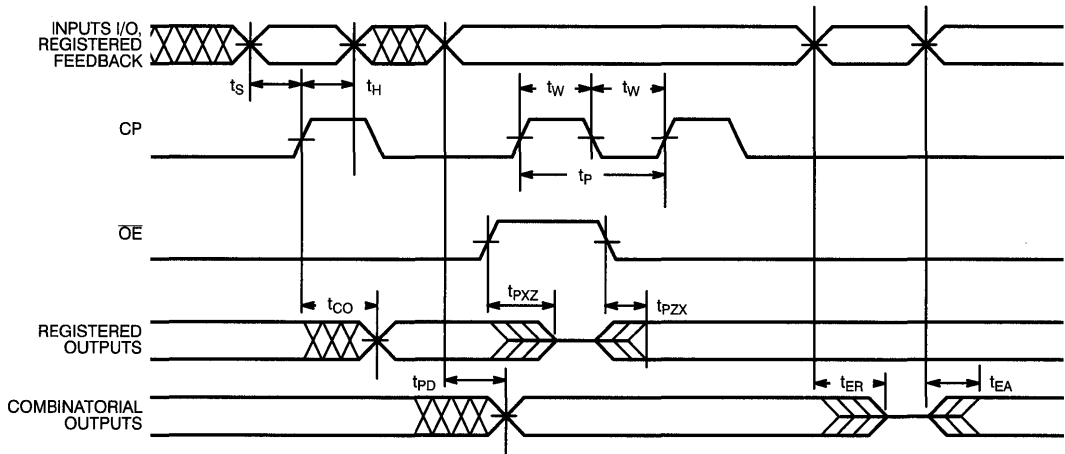 INPUTS I/O,
REGISTERED
FEEDBACK
tS
tH
tW
tW
CP
tP
OE
tCO
tPXZ
tPZX
REGISTERED
OUTPUTS
tPD
tER
tEA
COMBINATORIAL
OUTPUTS